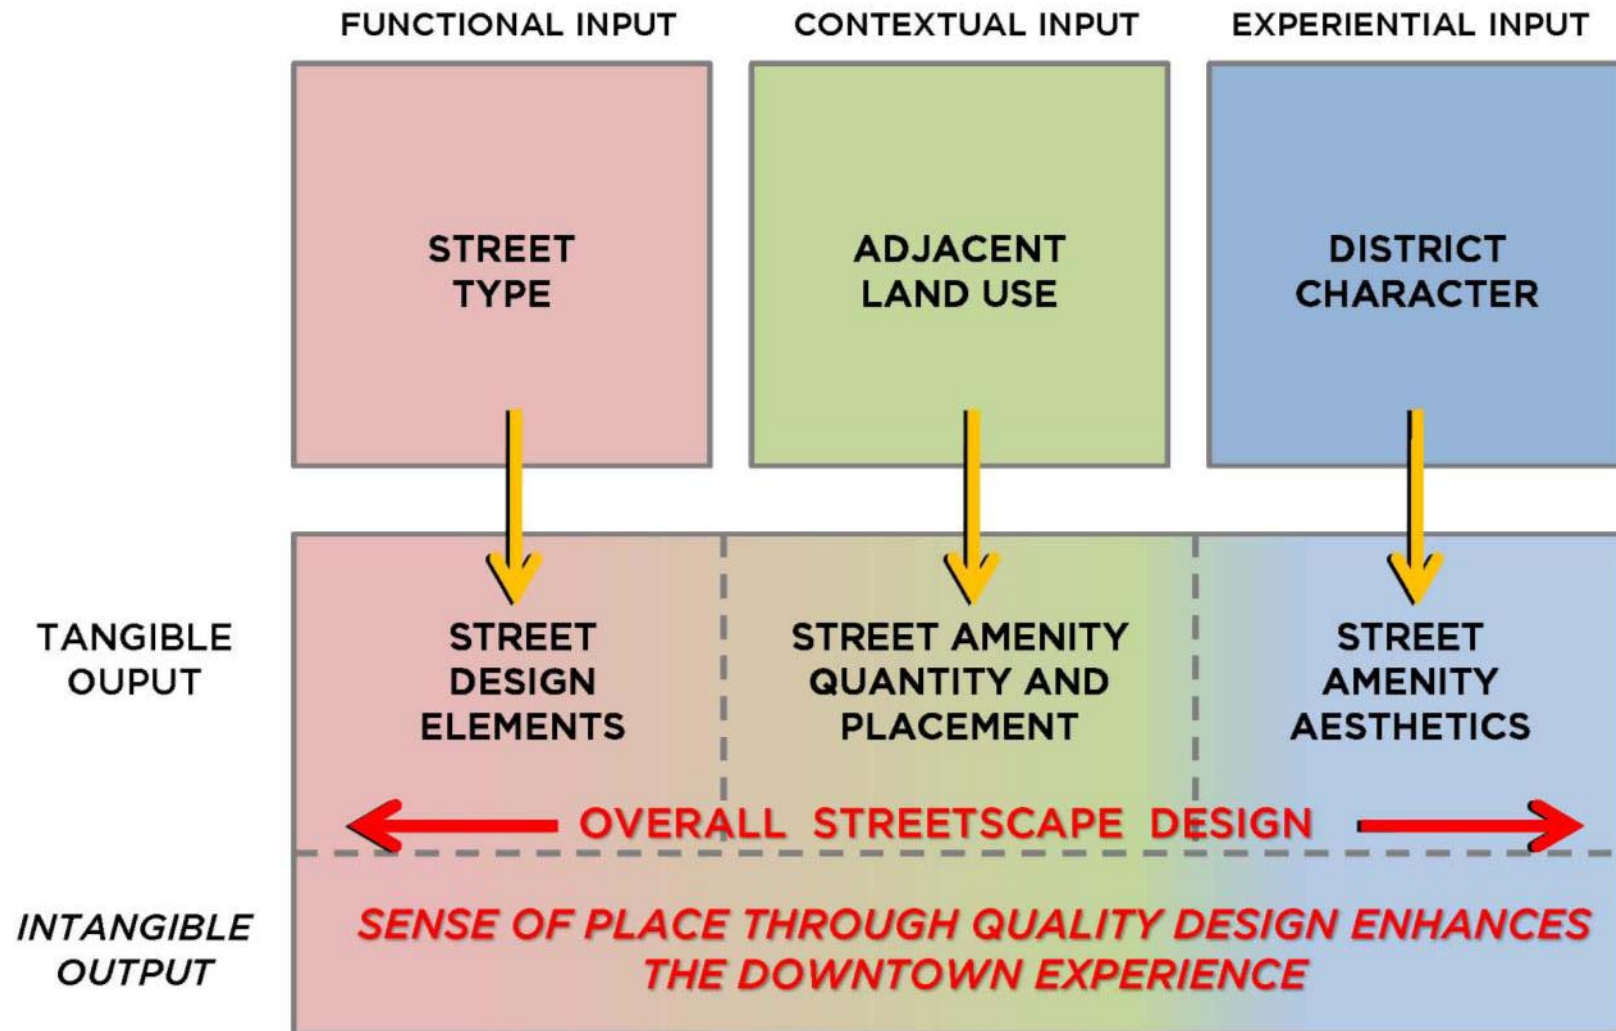 FUNCTIONAL INPUT
CONTEXTUAL INPUT
EXPERIENTIAL INPUT
STREET
TYPE
ADJACENT
LAND USE
DISTRICT
CHARACTER
TANGIBLE
OUPUT
STREET
DESIGN
ELEMENTS
STREET AMENITY
QUANTITY AND
PLACEMENT
STREET
AMENITY
AESTHETICS
OVERALL STREETSCAPE DESIGN
INTANGIBLE
OUTPUT
SENSE OF PLACE THROUGH QUALITY DESIGN ENHANCES
THE DOWNTOWN EXPERIENCE